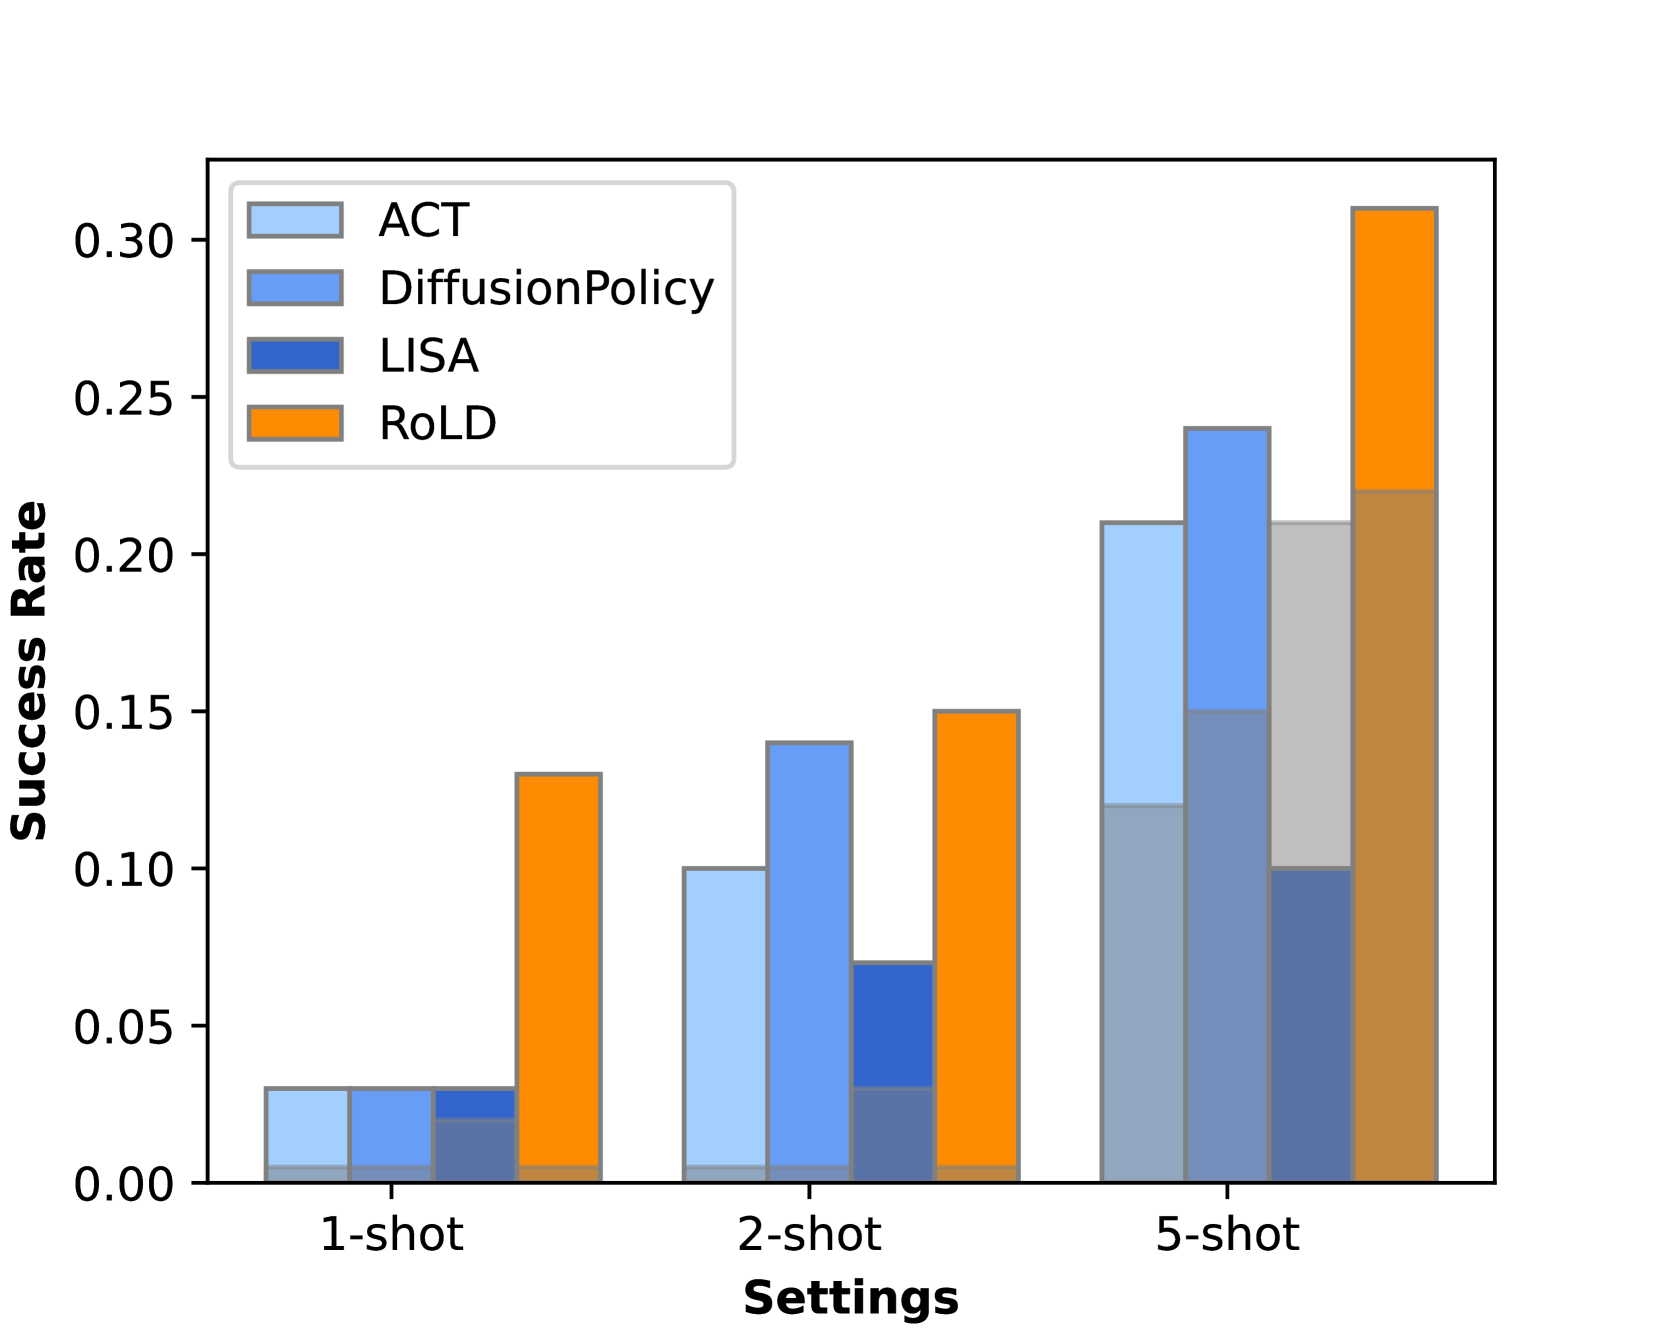 ACT
DiffusionPolicy
LISA
RoLD
0.30
0.25
0.20
0.15
0.10
0.05
0.00
Success Rate
1-shot 2-shot 5-shot
Settings